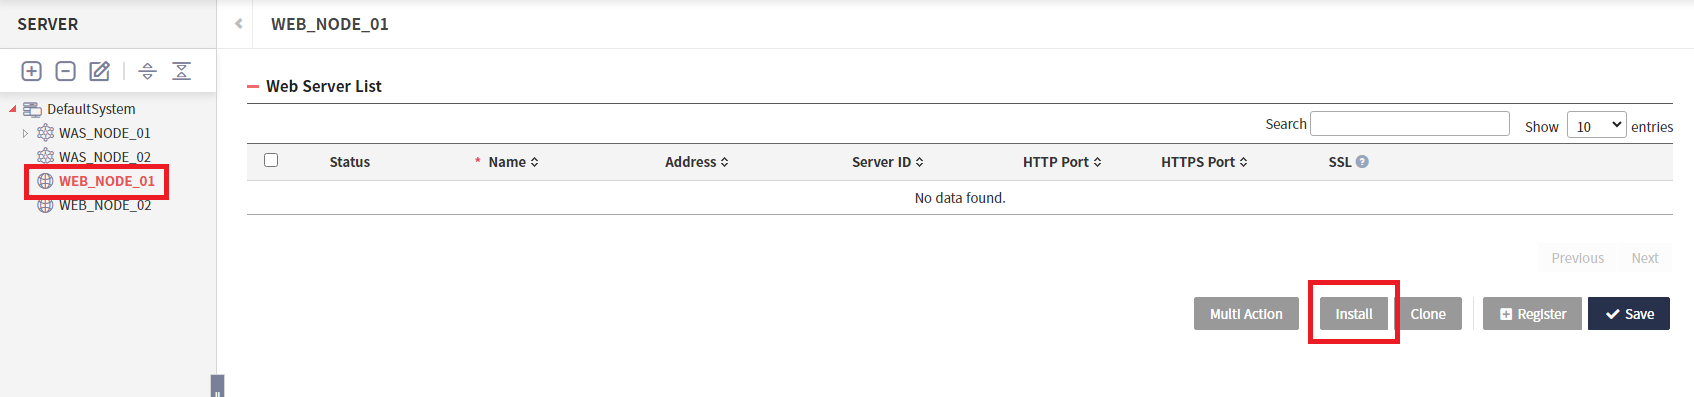 SERVER
WEB_NODE_01
DefaultSystem
WAS_NODE_01
WAS_NODE_02
WEB_NODE_01
WEB_NODE_02
Web Server List
Search
Show 10 entries
Status * Name Address Server ID HTTP Port HTTPS Port SSL ?
No data found.
Previous Next
Multi Action Install Clone Register Save